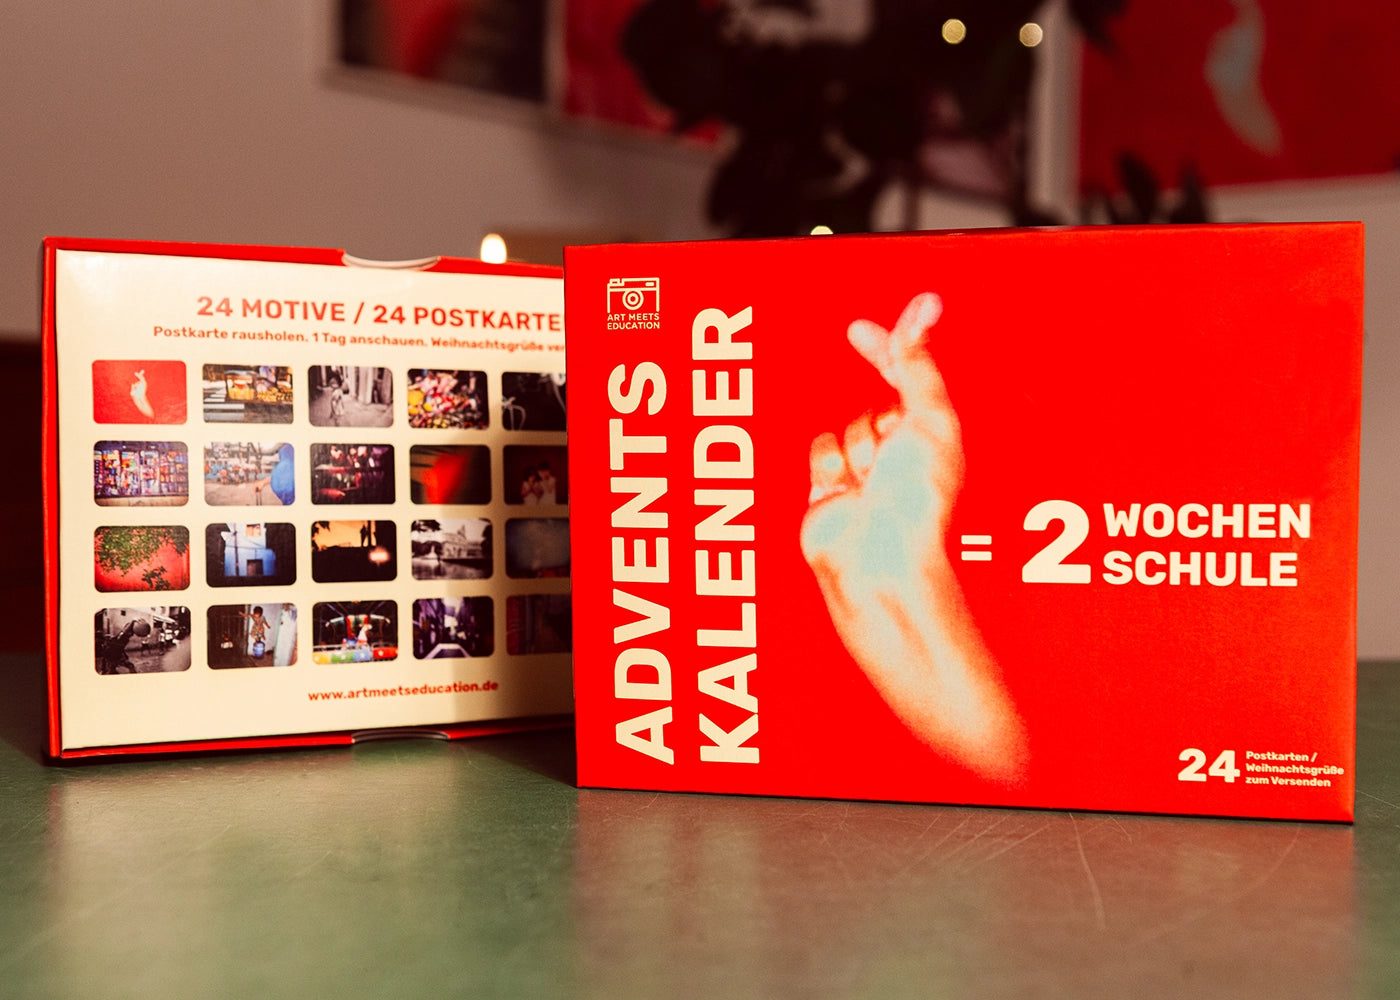 24 MOTIVE / 24 POSTKARTE
Postkarte rausholen. 1 Tag anschauen. Weihnachtsgrüße
www.artmeetseducation.de
ART MEETS
EDUCATION
ADVENTS
KALENDER
= 2 WOCHEN
SCHULE
24 Postkarten /
Weihnachtsgrüße
zum Versenden